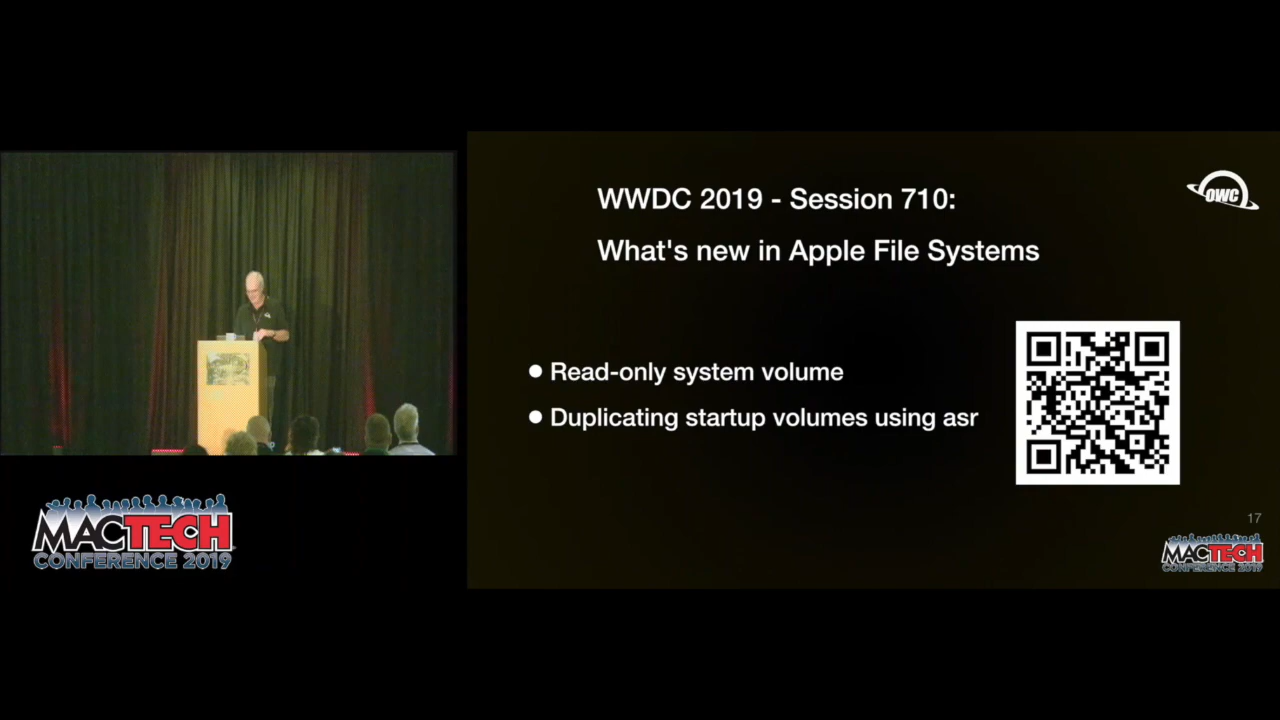 WWDC 2019 - Session 710:
What's new in Apple File Systems
OWC
● Read-only system volume
● Duplicating startup volumes using asr
17
MACTECH
CONFERENCE 2019
MACTECH
CONFERENCE 2019